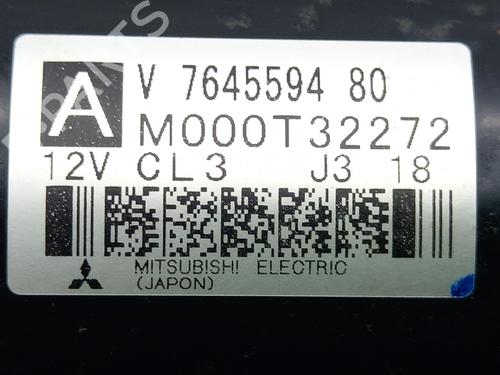 A
V 7645594 80
M000T32272
12V CL3 J3 18
MITSUBISHI ELECTRIC
(JAPON)